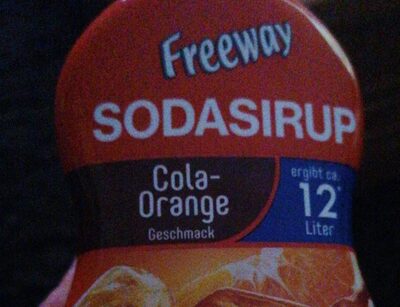 Freeway
SODASIRUP
Cola-
Orange
Geschmack
ergibt ca.
12*
Liter